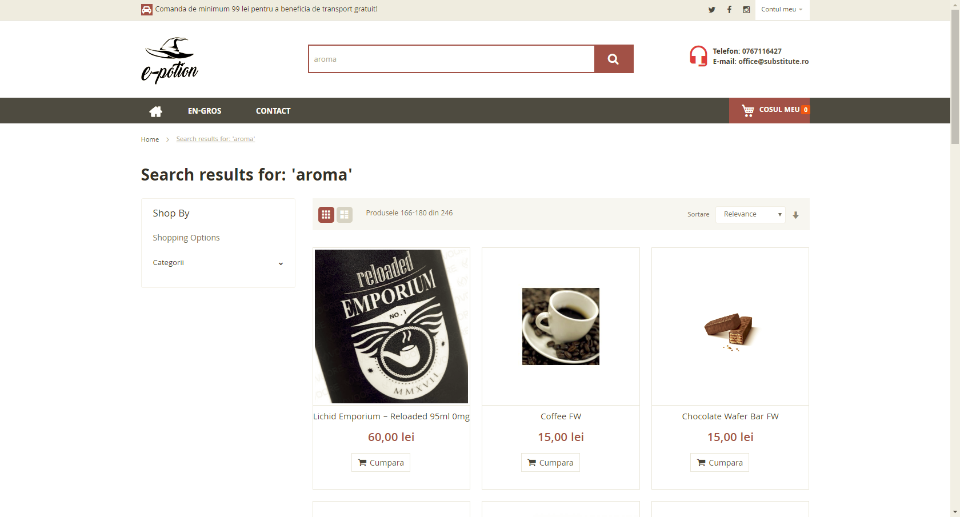 Comanda de minimum 99 lei pentru a beneficia de transport gratuit!
Contul meu
e-potion
aroma
Telefon: 0767116427
E-mail: office@substitute.ro
EN-GROS
CONTACT
COSUL MEU 0
Home > Search results for: 'aroma'
Search results for: 'aroma'
Shop By
Shopping Options
Categorii
Produsele 166-180 din 246
Sortare
Relevance
reloaded
EMPORIUM
NO.1
MMXVII
Lichid Emporium – Reloaded 95ml 0mg
60,00 lei
Cumpara
Coffee FW
15,00 lei
Cumpara
Chocolate Wafer Bar FW
15,00 lei
Cumpara